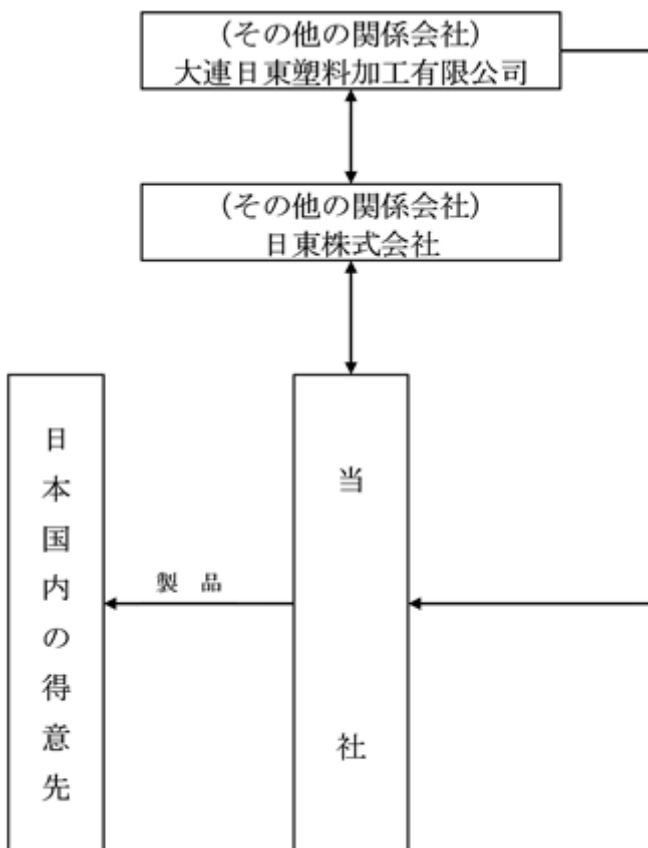 (その他の関係会社)
大連日東塑料加工有限公司
(その他の関係会社)
日東株式会社
日本国内の得意先
製 品
当 社